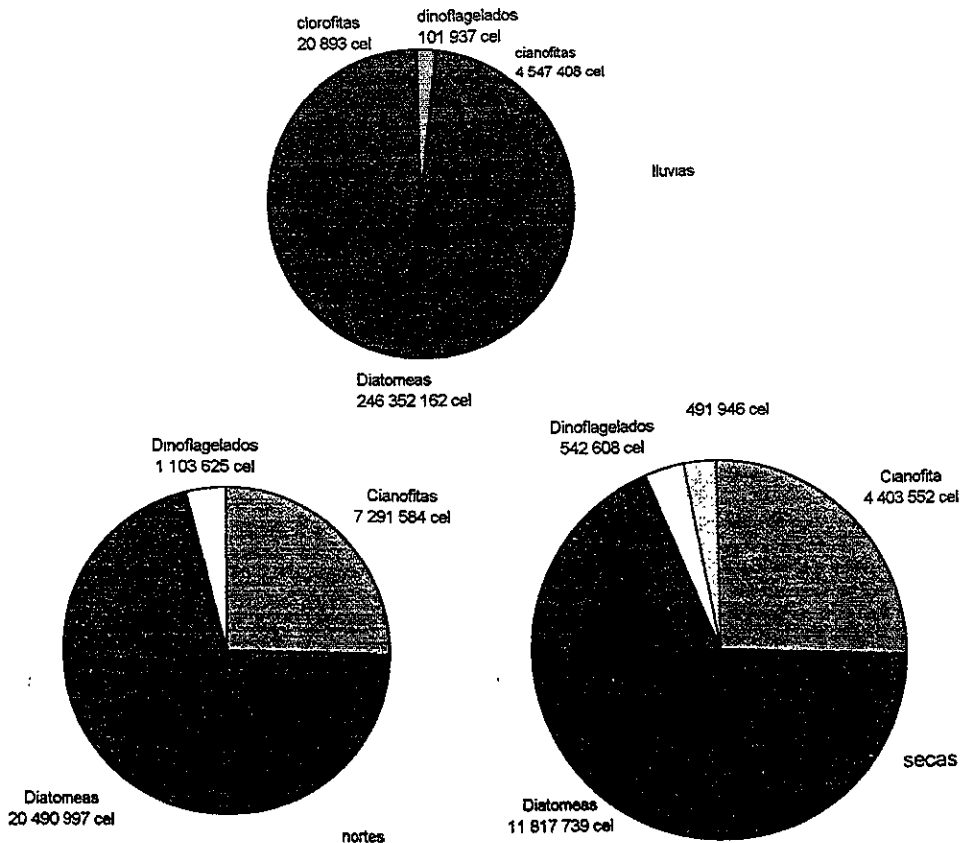 clorofitas
20 893 cel
dinoflagelados
101 937 cel
cianofitas
4 547 408 cel
lluvias
Diatomeas
246 352 162 cel
Dinoflagelados
1 103 625 cel
Cianofitas
7 291 584 cel
Diatomeas
20 490 997 cel
nortes
Dinoflagelados
542 608 cel
491 946 cel
Cianofita
4 403 552 cel
Diatomeas
11 817 739 cel
secas